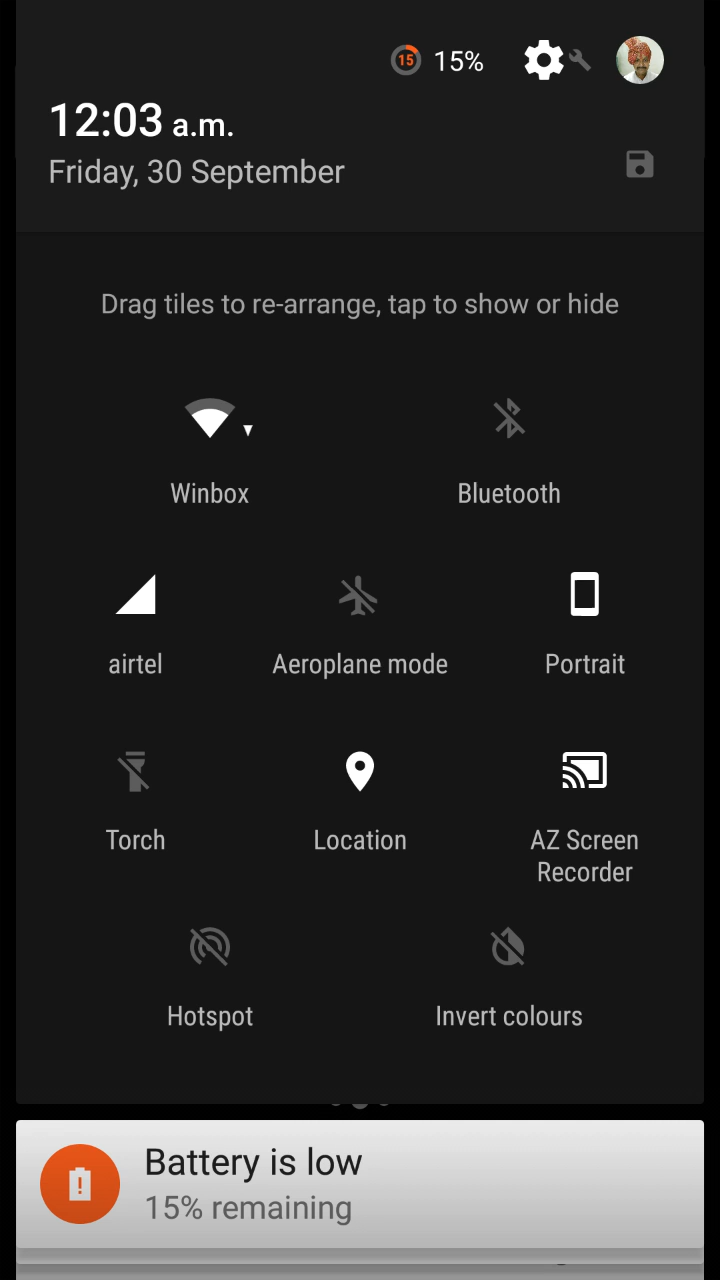 15 15%
12:03 a.m.
Friday, 30 September
Drag tiles to re-arrange, tap to show or hide
Winbox
Bluetooth
airtel
Aeroplane mode
Portrait
Torch
Location
AZ Screen
Recorder
Hotspot
Invert colours
Battery is low
15% remaining